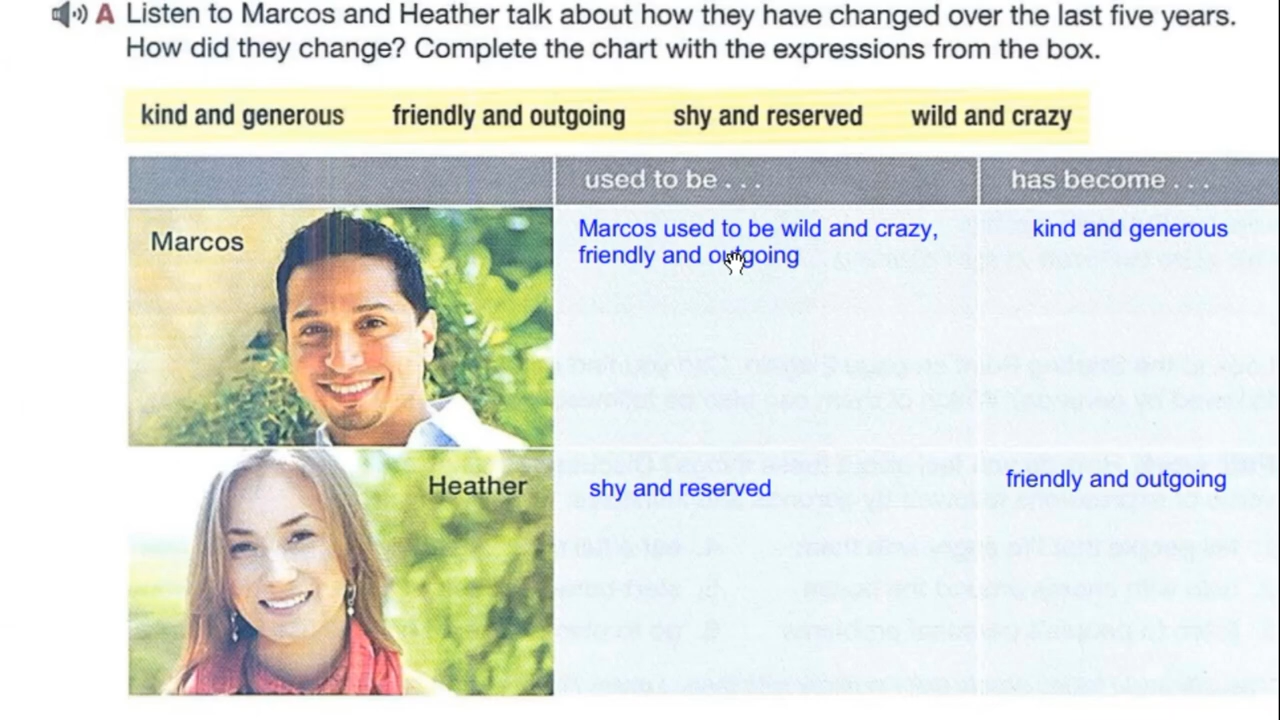 A Listen to Marcos and Heather talk about how they have changed over the last five years.
How did they change? Complete the chart with the expressions from the box.
kind and generous friendly and outgoing shy and reserved wild and crazy
used to be . . . has become . . .
Marcos
Marcos used to be wild and crazy,
friendly and outgoing
kind and generous
Heather
shy and reserved
friendly and outgoing